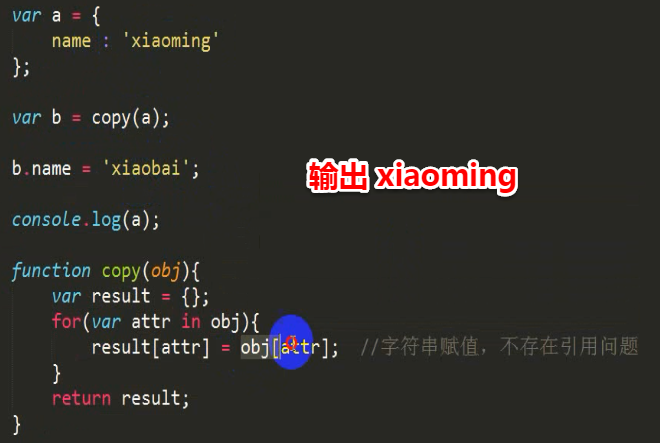 var a = {
    name : 'xiaoming'
};
var b = copy(a);
b.name = 'xiaobai';
输出 xiaoming
console.log(a);
function copy(obj){
    var result = {};
    for(var attr in obj){
        result[attr] = obj[attr];  //字符串赋值，不存在引用问题
    }
    return result;
}